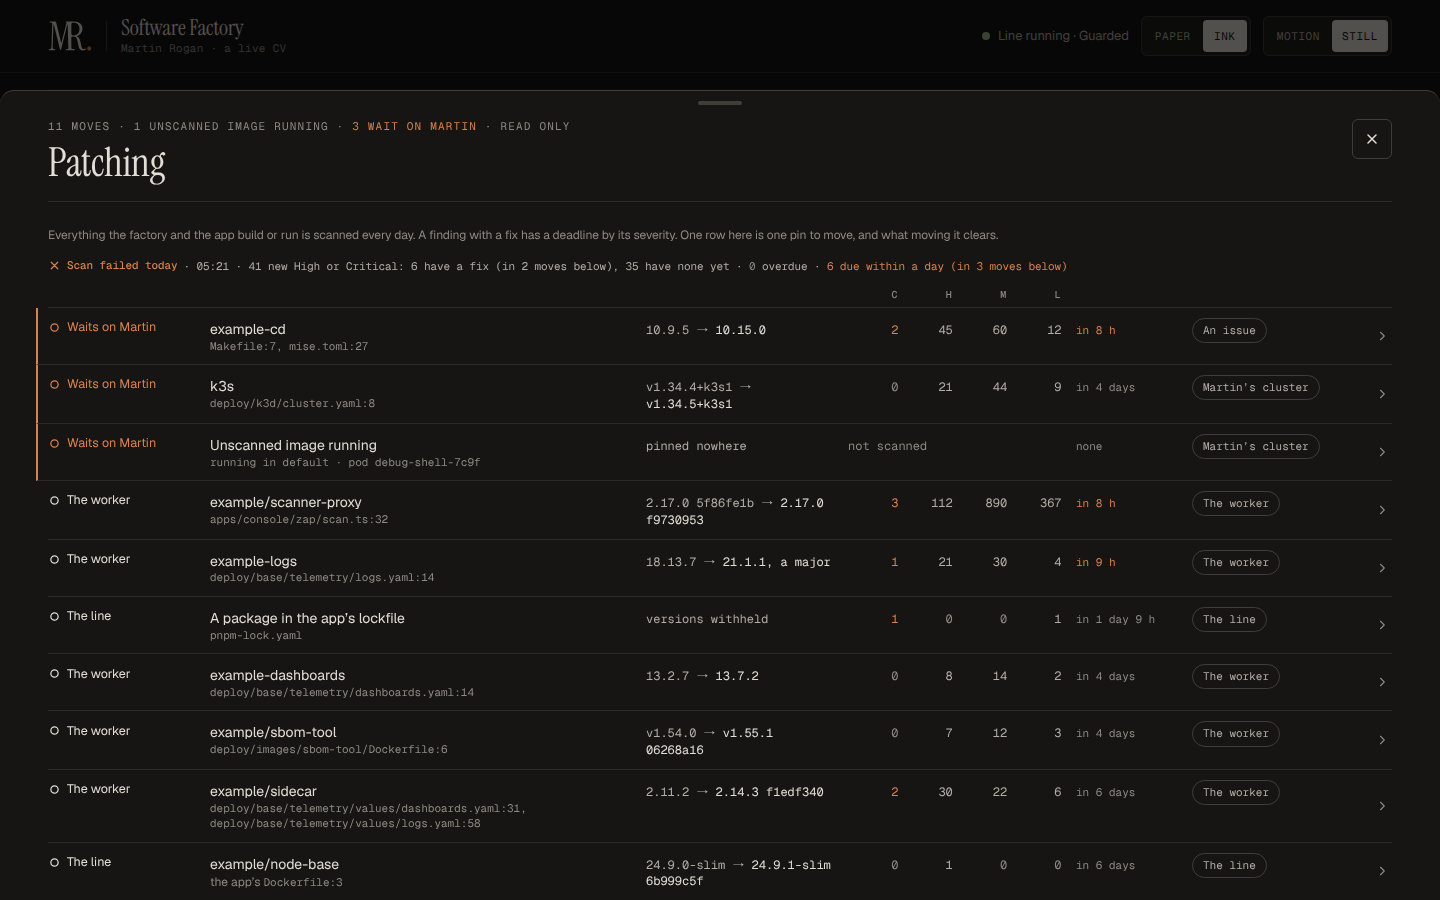 MR.
Software Factory
Martin Rogan · a live CV
Line running · Guarded
PAPER INK
MOTION STILL
11 MOVES · 1 UNSCANNED IMAGE RUNNING · 3 WAIT ON MARTIN · READ ONLY
Patching
Everything the factory and the app build or run is scanned every day. A finding with a fix has a deadline by its severity. One row here is one pin to move, and what moving it clears.
Scan failed today · 05:21 · 41 new High or Critical: 6 have a fix (in 2 moves below), 35 have none yet · 0 overdue · 6 due within a day (in 3 moves below)
C H M L
Waits on Martin example-cd 10.9.5 → 10.15.0 2 45 60 12 in 8 h An issue
Makefile:7, mise.toml:27
Waits on Martin k3s v1.34.4+k3s1 → 0 21 44 9 in 4 days Martin's cluster
deploy/k3d/cluster.yaml:8 v1.34.5+k3s1
Waits on Martin Unscanned image running pinned nowhere not scanned none Martin's cluster
running in default · pod debug-shell-7c9f
The worker example/scanner-proxy 2.17.0 5f86fe1b → 2.17.0 3 112 890 367 in 8 h The worker
apps/console/zap/scan.ts:32 f9730953
The worker example-logs 18.13.7 → 21.1.1, a major 1 21 30 4 in 9 h The worker
deploy/base/telemetry/logs.yaml:14
The line A package in the app's lockfile versions withheld 1 0 0 1 in 1 day 9 h The line
pnpm-lock.yaml
The worker example-dashboards 13.2.7 → 13.7.2 0 8 14 2 in 4 days The worker
deploy/base/telemetry/dashboards.yaml:14
The worker example/sbom-tool v1.54.0 → v1.55.1 0 7 12 3 in 4 days The worker
deploy/images/sbom-tool/Dockerfile:6 06268a16
The worker example/sidecar 2.11.2 → 2.14.3 f1edf340 2 30 22 6 in 6 days The worker
deploy/base/telemetry/values/dashboards.yaml:31,
deploy/base/telemetry/values/logs.yaml:58
The line example/node-base 24.9.0-slim → 24.9.1-slim 0 1 0 0 in 6 days The line
the app's Dockerfile:3 6b999c5f